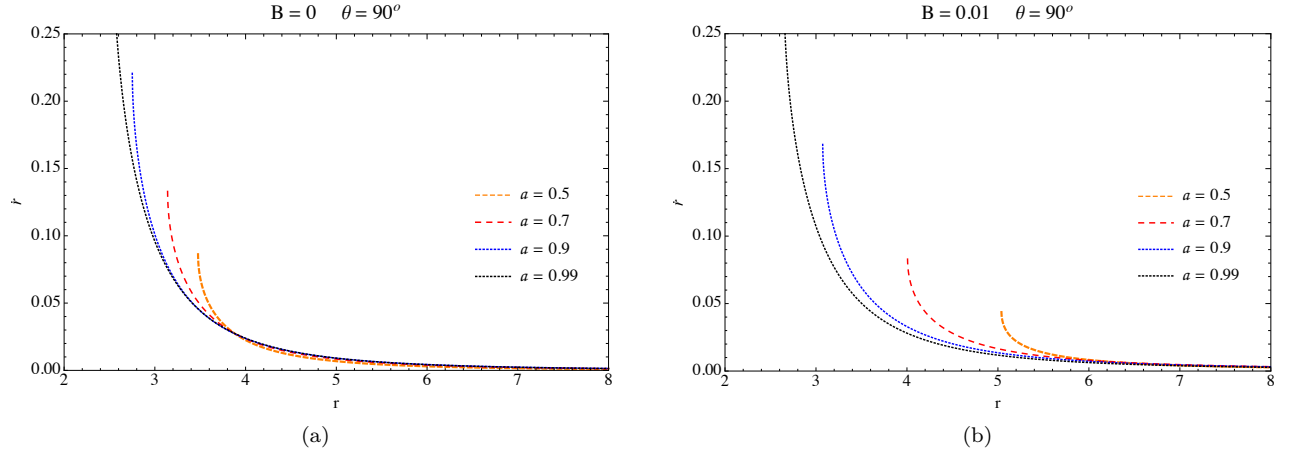 B = 0 θ = 90°
0.25
0.20
0.15
0.10
0.05
0.00
ṙ
2 3 4 5 6 7 8
r
a = 0.5
a = 0.7
a = 0.9
a = 0.99
(a)
B = 0.01 θ = 90°
0.25
0.20
0.15
0.10
0.05
0.00
ṙ
2 3 4 5 6 7 8
r
a = 0.5
a = 0.7
a = 0.9
a = 0.99
(b)